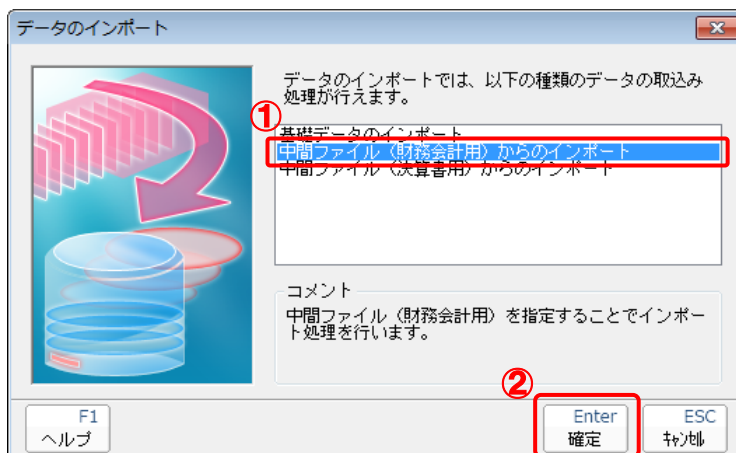 データのインポート
データのインポートでは、以下の種類のデータの取込み
処理が行えます。
①
基礎データのインポート
中間ファイル（財務会計用）からのインポート
中間ファイル（決算書用）からのインポート
コメント
中間ファイル（財務会計用）を指定することでインポー
ト処理を行います。
②
F1
ヘルプ
Enter
確定
ESC
ｷｬﾝｾﾙ